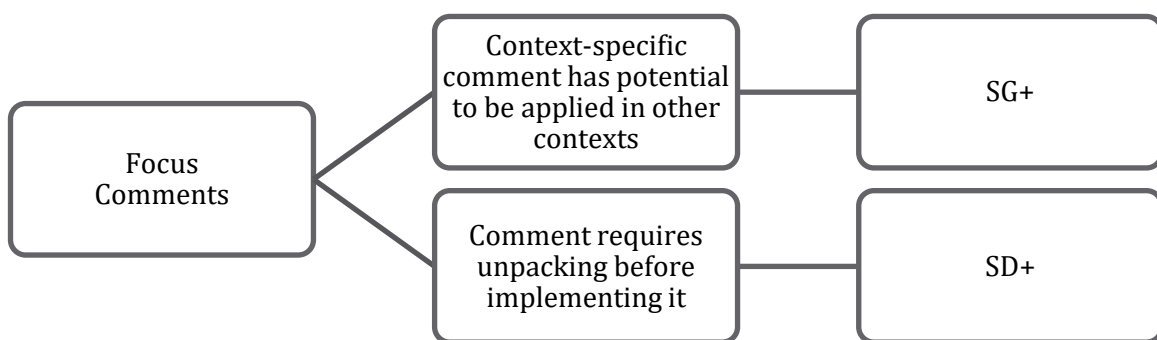 Focus
Comments
Context-specific
comment has potential
to be applied in other
contexts
SG+
Comment requires
unpacking before
implementing it
SD+